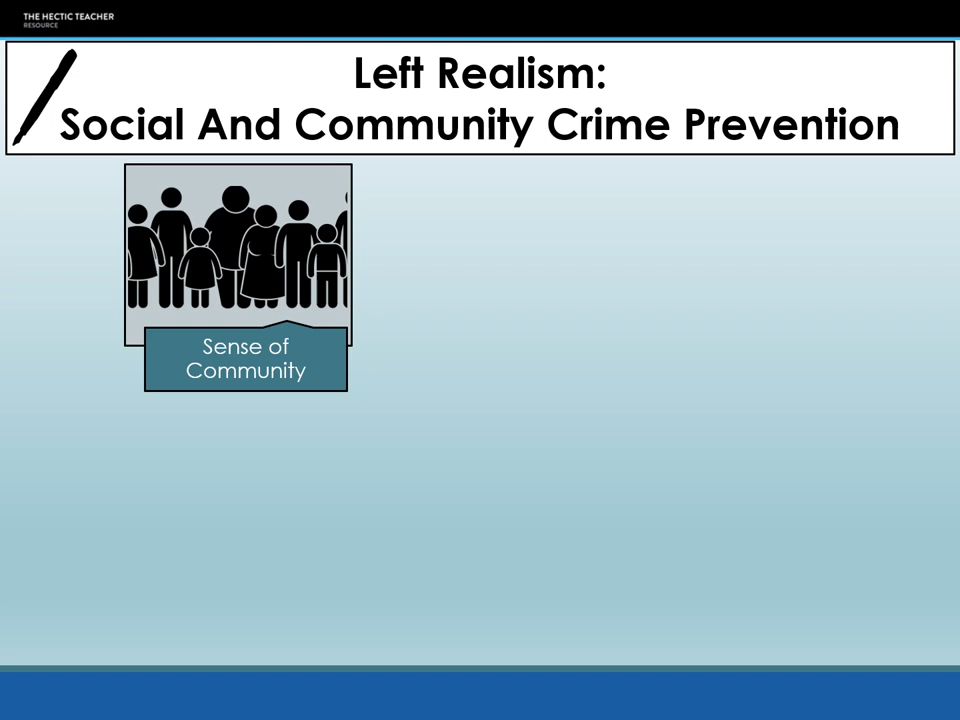 THE HECTIC TEACHER
RESOURCE
Left Realism:
Social And Community Crime Prevention
Sense of
Community